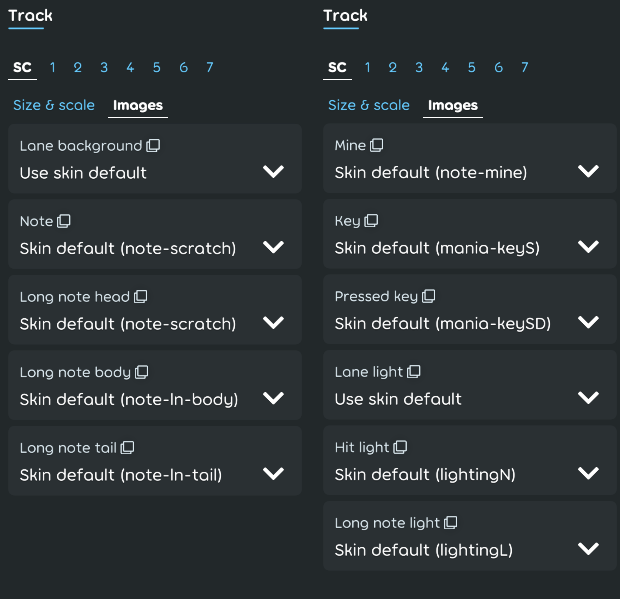 Track
SC 1 2 3 4 5 6 7
Size & scale Images
Lane background
Use skin default
Note
Skin default (note-scratch)
Long note head
Skin default (note-scratch)
Long note body
Skin default (note-ln-body)
Long note tail
Skin default (note-ln-tail)
Track
SC 1 2 3 4 5 6 7
Size & scale Images
Mine
Skin default (note-mine)
Key
Skin default (mania-keyS)
Pressed key
Skin default (mania-keySD)
Lane light
Use skin default
Hit light
Skin default (lightingN)
Long note light
Skin default (lightingL)